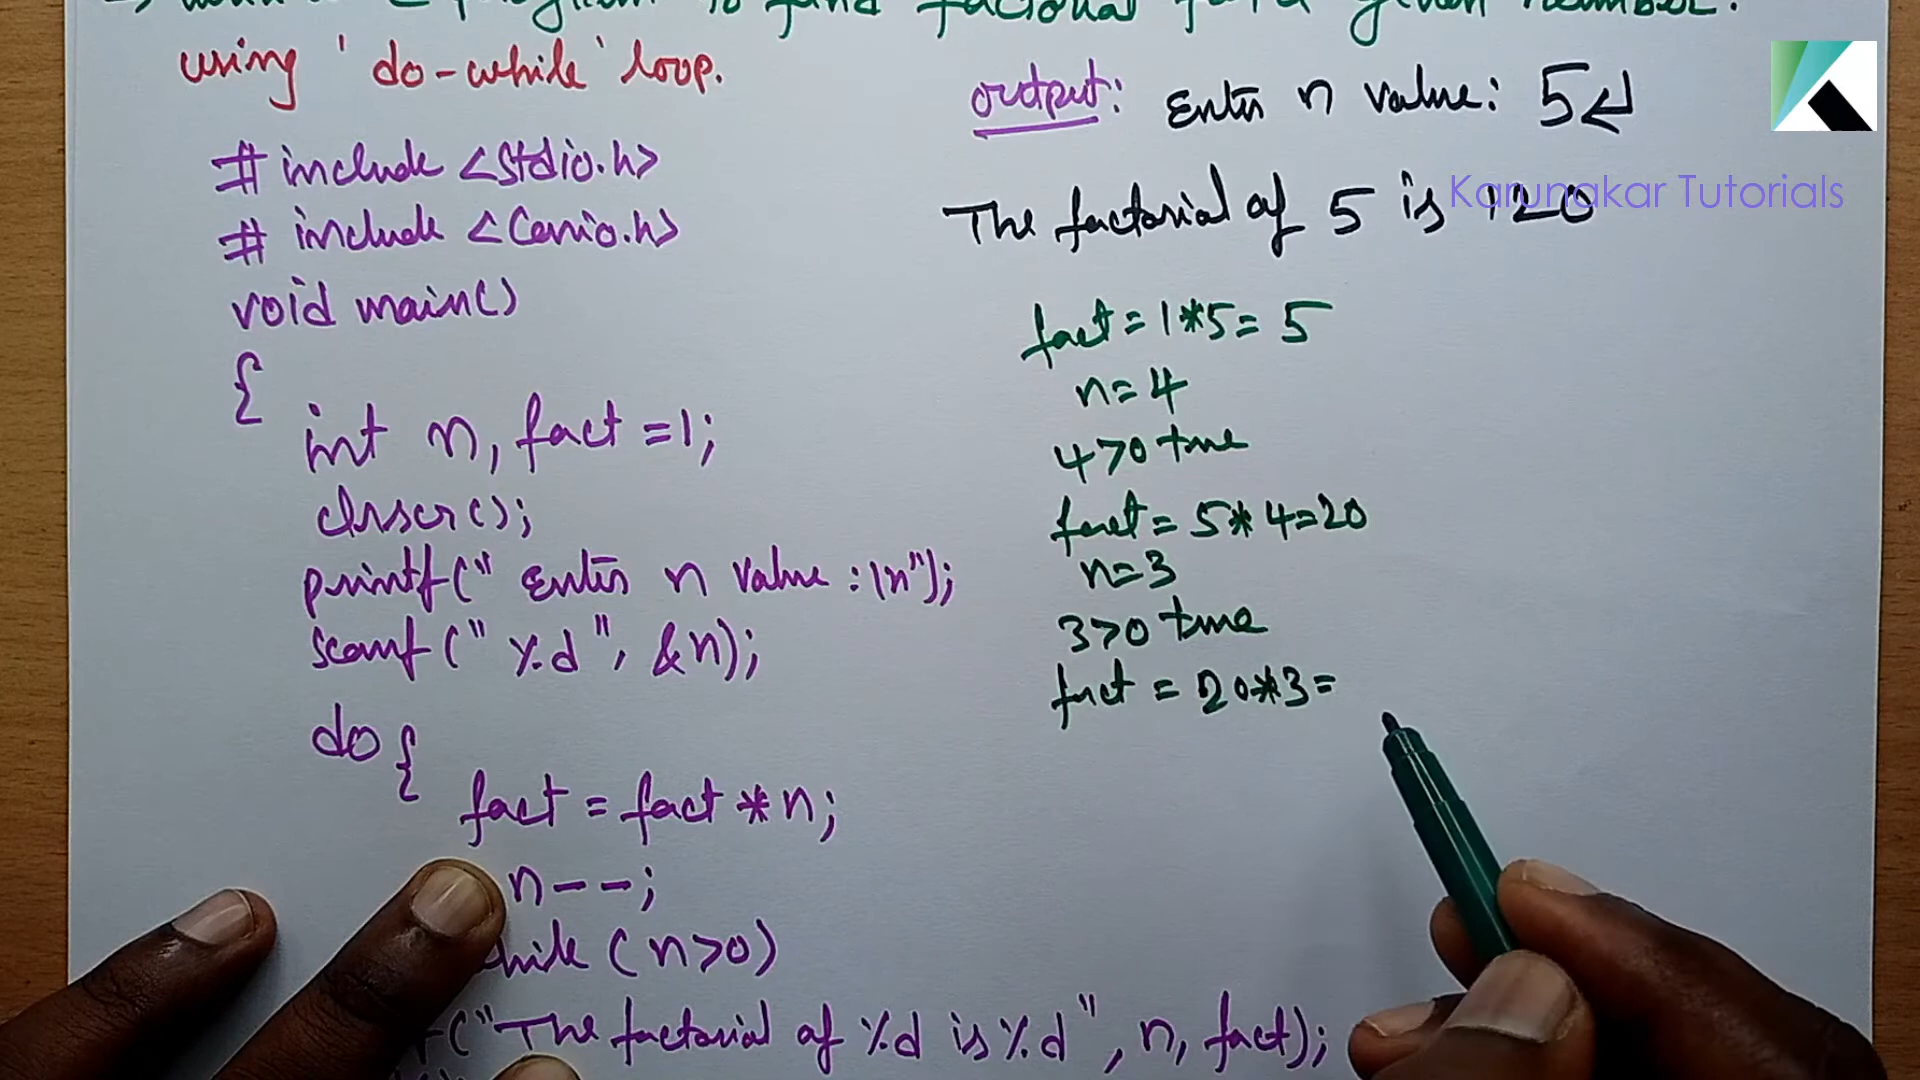 using 'do-while' loop.
# include <stdio.h>
# include <conio.h>
void main()
{
int n, fact =1;
clrscr();
printf(" Enter n value :\n");
scanf (" %d ", &n);
do {
fact = fact * n;
n--;
while (n>0)
("The factorial of %d is %d ", n, fact);
output: Enter n value: 5↵
The factorial of 5 is 120
fact = 1*5= 5
n=4
4>0 true
fact = 5*4=20
n=3
3>0 true
fact = 20*3=
Karunakar Tutorials